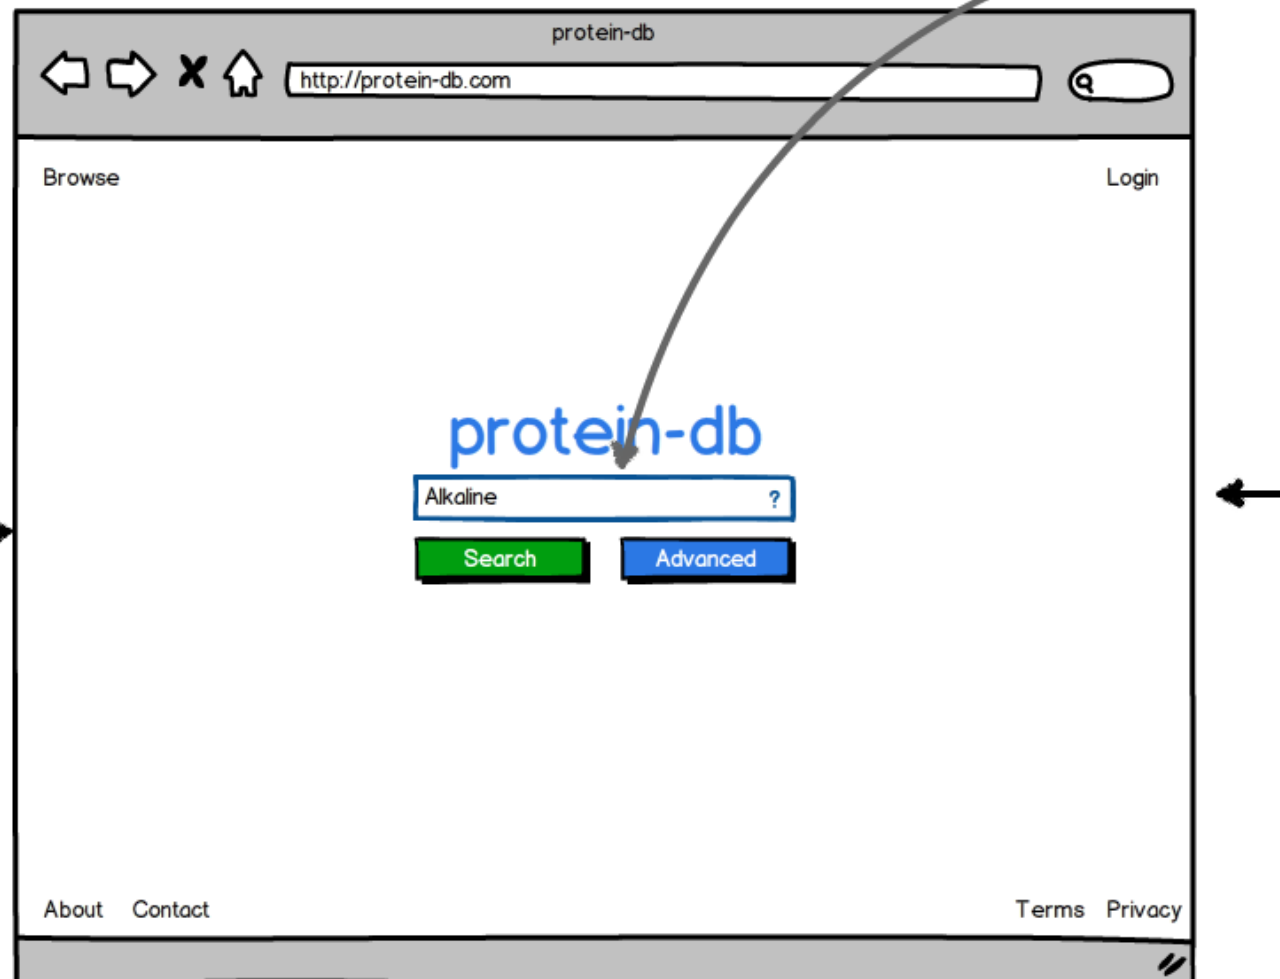 protein-db
http://protein-db.com
Browse
Login
protein-db
Alkaline ?
Search
Advanced
About Contact
Terms Privacy